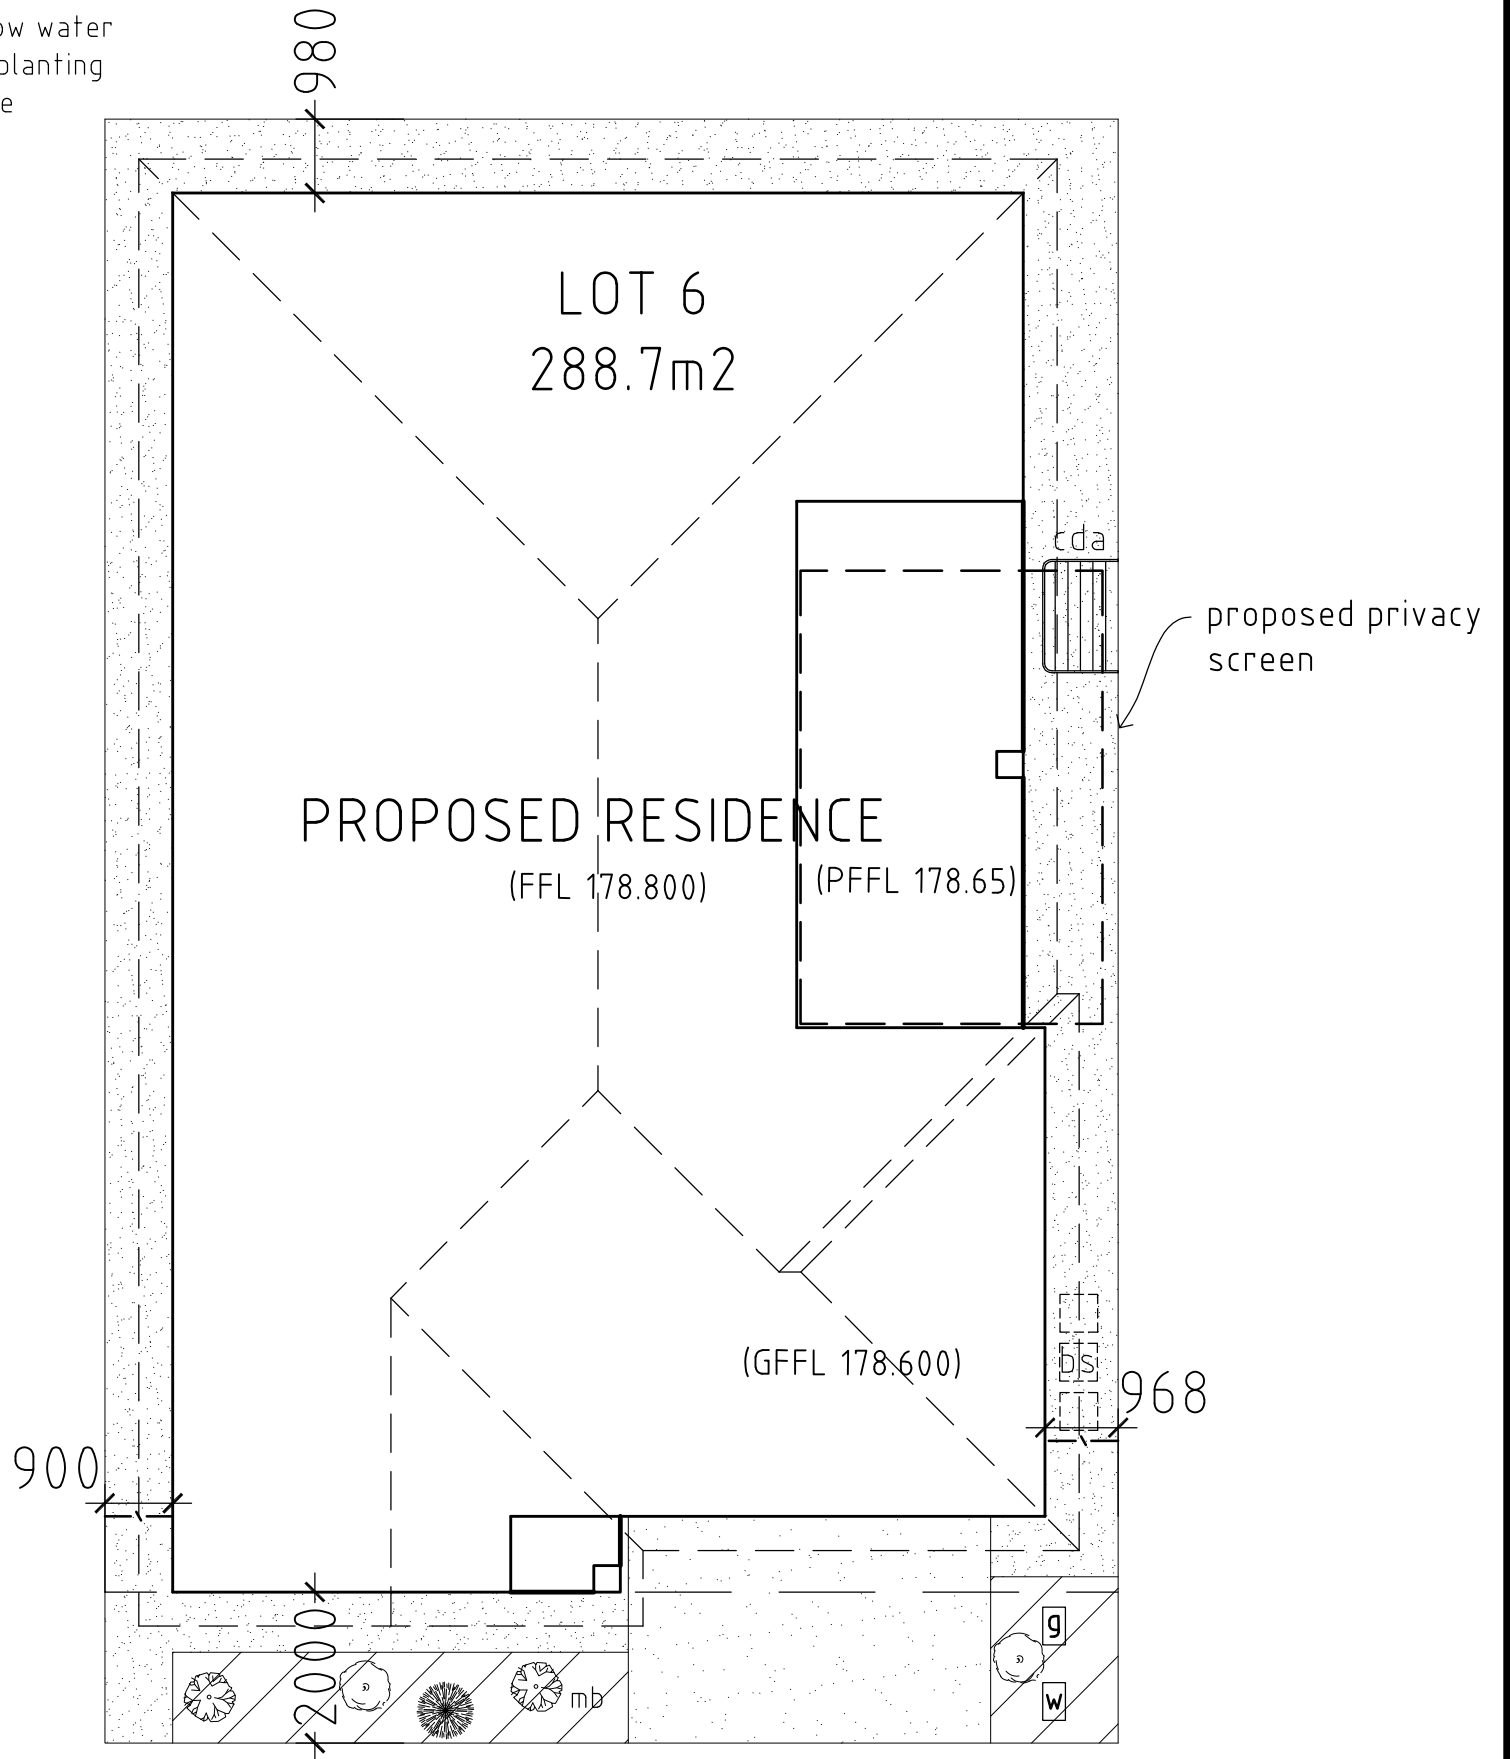 ow water
planting
e
980
LOT 6
288.7m2
cda
proposed privacy
screen
PROPOSED RESIDENCE
(FFL 178.800)
(PFFL 178.65)
(GFFL 178.600)
bs
968
900
2000
mb
g
w